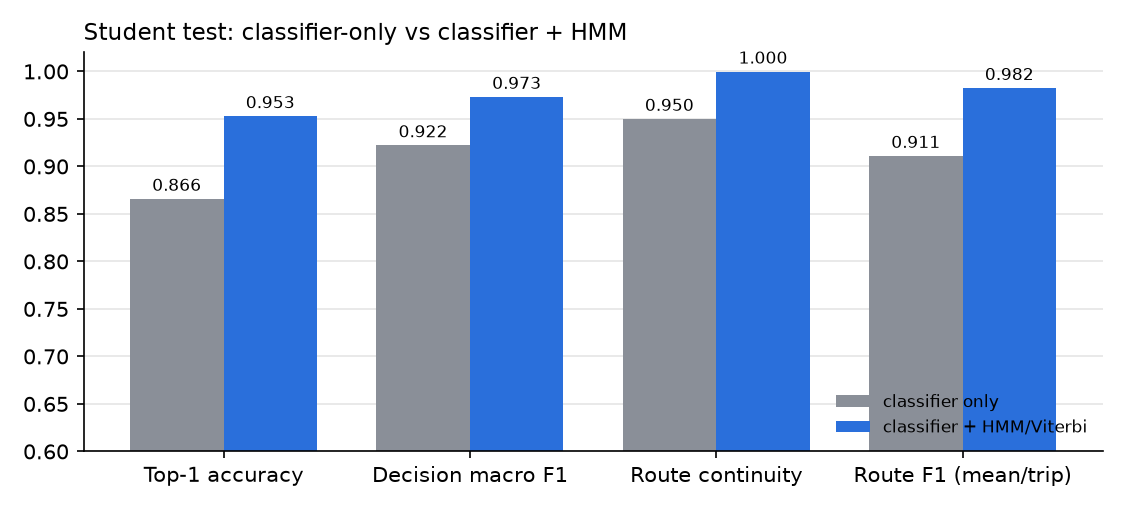 Student test: classifier-only vs classifier + HMM
1.00
0.95
0.90
0.85
0.80
0.75
0.70
0.65
0.60
0.866
0.953
0.922
0.973
0.950
1.000
0.911
0.982
classifier only
classifier + HMM/Viterbi
Top-1 accuracy
Decision macro F1
Route continuity
Route F1 (mean/trip)